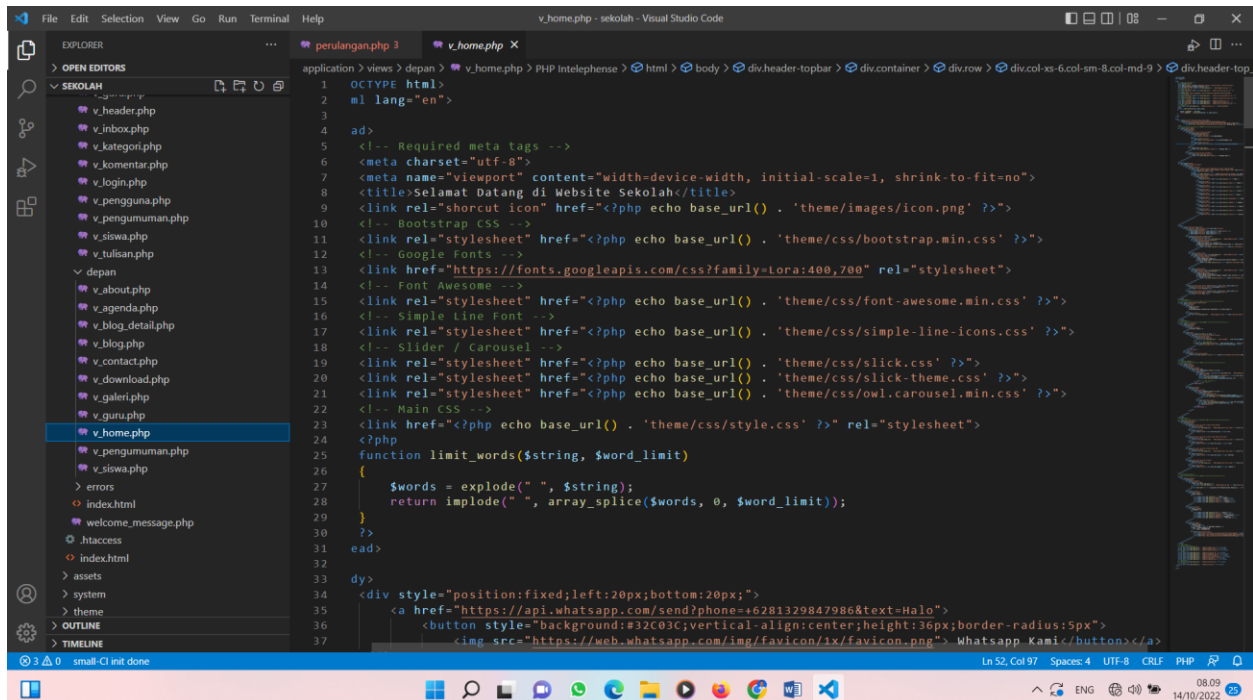 File Edit Selection View Go Run Terminal Help
v_home.php - sekolah - Visual Studio Code
EXPLORER
OPEN EDITORS
SEKOLAH
v_header.php
v_inbox.php
v_kategori.php
v_komentar.php
v_login.php
v_pengguna.php
v_pengumuman.php
v_siswa.php
v_tulisan.php
depan
v_about.php
v_agenda.php
v_blog_detail.php
v_blog.php
v_contact.php
v_download.php
v_galeri.php
v_guru.php
v_home.php
v_pengumuman.php
v_siswa.php
errors
index.html
welcome_message.php
.htaccess
index.html
assets
system
theme
OUTLINE
TIMELINE
perulangan.php 3
v_home.php
application > views > depan > v_home.php > PHP Intelephense > html > body > div.header-topbar > div.container > div.row > div.col-xs-6.col-sm-8.col-md-9 > div.header-top_
1 OCTYPE html>
2 ml lang="en">
3
4 ad>
5 <!-- Required meta tags -->
6 <meta charset="utf-8">
7 <meta name="viewport" content="width=device-width, initial-scale=1, shrink-to-fit=no">
8 <title>Selamat Datang di Website Sekolah</title>
9 <link rel="shorcut icon" href="<?php echo base_url() . 'theme/images/icon.png' ?>">
10 <!-- Bootstrap CSS -->
11 <link rel="stylesheet" href="<?php echo base_url() . 'theme/css/bootstrap.min.css' ?>">
12 <!-- Google Fonts -->
13 <link href="https://fonts.googleapis.com/css?family=Lora:400,700" rel="stylesheet">
14 <!-- Font Awesome -->
15 <link rel="stylesheet" href="<?php echo base_url() . 'theme/css/font-awesome.min.css' ?>">
16 <!-- Simple Line Font -->
17 <link rel="stylesheet" href="<?php echo base_url() . 'theme/css/simple-line-icons.css' ?>">
18 <!-- Slider / Carousel -->
19 <link rel="stylesheet" href="<?php echo base_url() . 'theme/css/slick.css' ?>">
20 <link rel="stylesheet" href="<?php echo base_url() . 'theme/css/slick-theme.css' ?>">
21 <link rel="stylesheet" href="<?php echo base_url() . 'theme/css/owl.carousel.min.css' ?>">
22 <!-- Main CSS -->
23 <link href="<?php echo base_url() . 'theme/css/style.css' ?>" rel="stylesheet">
24 <?php
25 function limit_words($string, $word_limit)
26 {
27 $words = explode(" ", $string);
28 return implode(" ", array_splice($words, 0, $word_limit));
29 }
30 ?>
31 ead>
32
33 dy>
34 <div style="position:fixed;left:20px;bottom:20px;">
35 <a href="https://api.whatsapp.com/send?phone=+6281329847986&text=Halo">
36 <button style="background:#32C03C;vertical-align:center;height:36px;border-radius:5px">
37 <img src="https://web.whatsapp.com/img/favicon/1x/favicon.png"> Whatsapp Kami</button></a>
3 0 small-CI init done
Ln 52, Col 97 Spaces: 4 UTF-8 CRLF PHP
ENG
08.09
14/10/2022
25